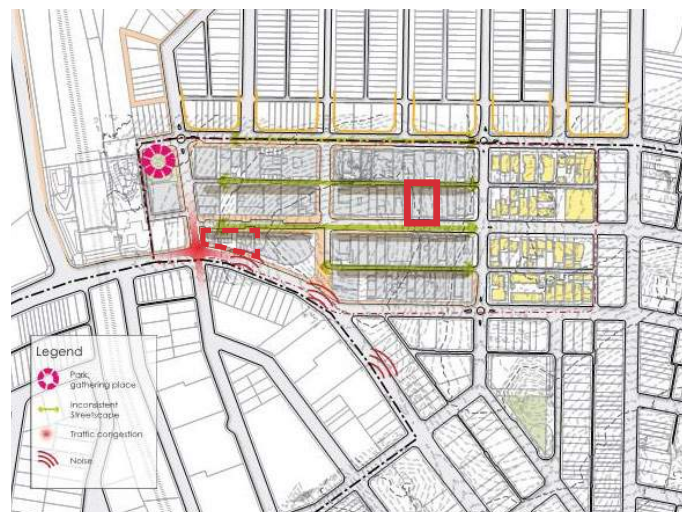 Legend
Park,
gathering place
Inconsistent
Streetscape
Traffic congestion
Noise